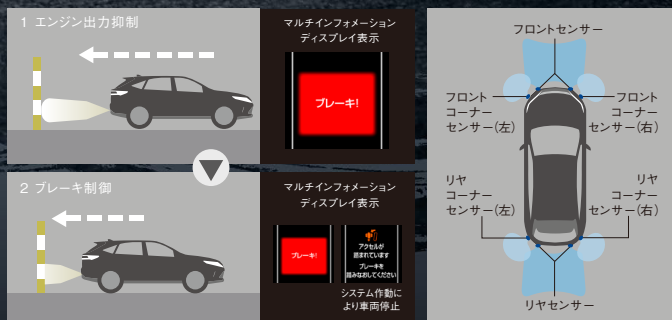 1 エンジン出力抑制
マルチインフォメーション
ディスプレイ表示
ブレーキ!
2 ブレーキ制御
マルチインフォメーション
ディスプレイ表示
ブレーキ!
アクセルが
踏まれています
ブレーキを
踏みなおしてください
システム作動に
より車両停止
フロントセンサー
フロント
コーナー
センサー(左)
フロント
コーナー
センサー(右)
リヤ
コーナー
センサー(左)
リヤ
コーナー
センサー(右)
リヤセンサー